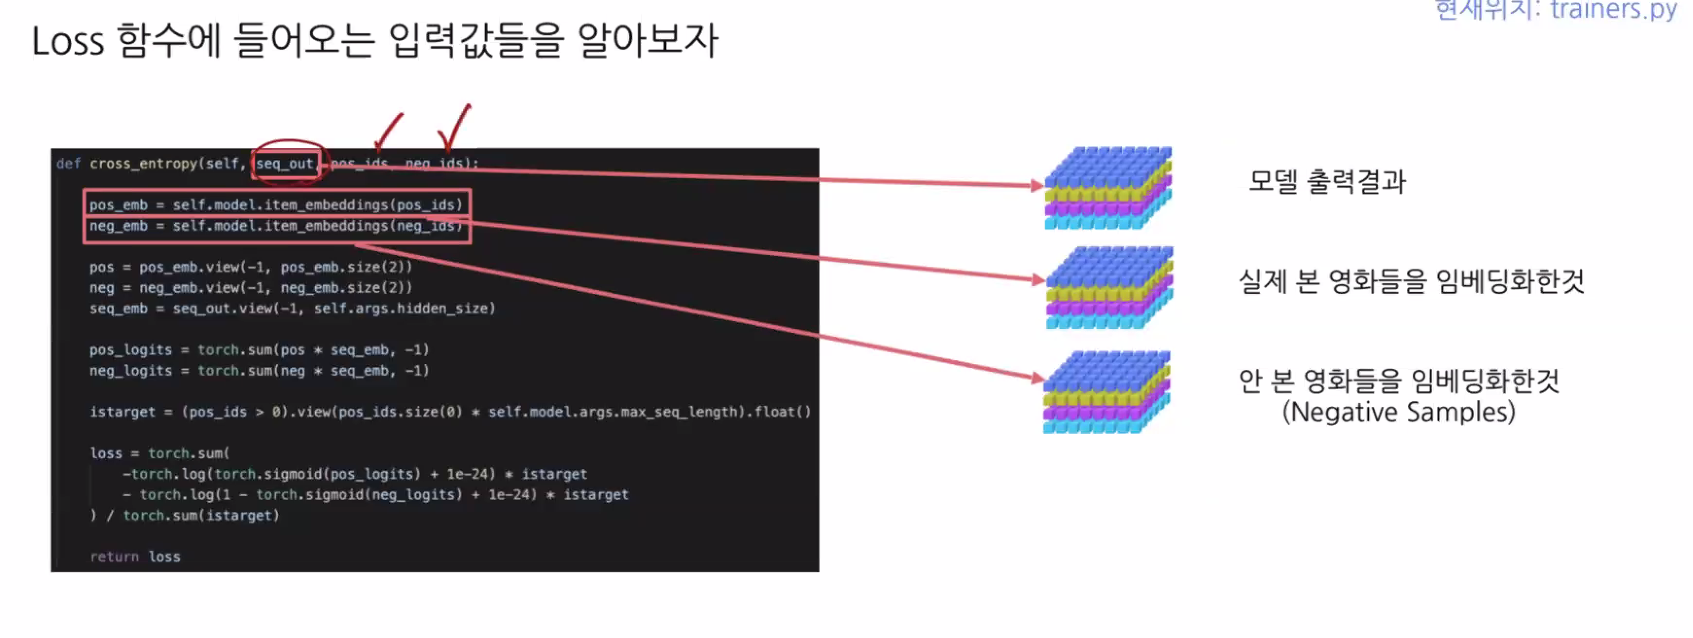 현재위치: trainers.py
Loss 함수에 들어오는 입력값들을 알아보자
def cross_entropy(self, seq_out, pos_ids, neg_ids):
pos_emb = self.model.item_embeddings(pos_ids)
neg_emb = self.model.item_embeddings(neg_ids)
pos = pos_emb.view(-1, pos_emb.size(2))
neg = neg_emb.view(-1, neg_emb.size(2))
seq_emb = seq_out.view(-1, self.args.hidden_size)
pos_logits = torch.sum(pos * seq_emb, -1)
neg_logits = torch.sum(neg * seq_emb, -1)
istarget = (pos_ids > 0).view(pos_ids.size(0) * self.model.args.max_seq_length).float()
loss = torch.sum(
-torch.log(torch.sigmoid(pos_logits) + 1e-24) * istarget
- torch.log(1 - torch.sigmoid(neg_logits) + 1e-24) * istarget
) / torch.sum(istarget)
return loss
모델 출력결과
실제 본 영화들을 임베딩화한것
안 본 영화들을 임베딩화한것
(Negative Samples)